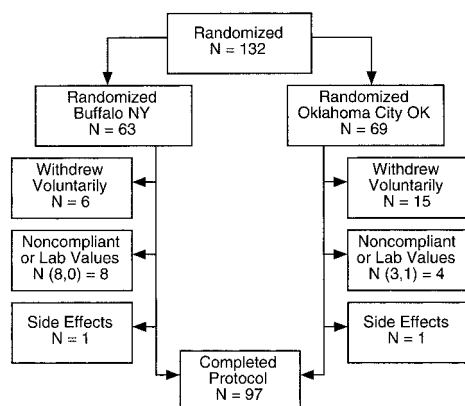 Randomized
N = 132
Randomized
Buffalo NY
N = 63
Randomized
Oklahoma City OK
N = 69
Withdrew
Voluntarily
N = 6
Withdrew
Voluntarily
N = 15
Noncompliant
or Lab Values
N (8,0) = 8
Noncompliant
or Lab Values
N (3,1) = 4
Side Effects
N = 1
Side Effects
N = 1
Completed
Protocol
N = 97